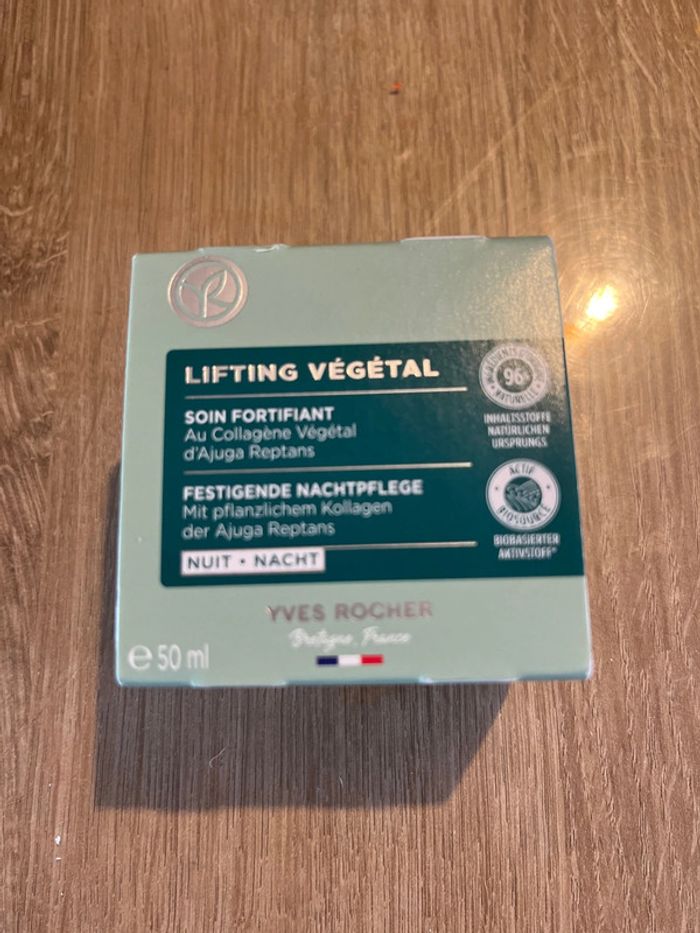 LIFTING VÉGÉTAL
SOIN FORTIFIANT
Au Collagène Végétal
d'Ajuga Reptans
FESTIGENDE NACHTPFLEGE
Mit pflanzlichem Kollagen
der Ajuga Reptans
NUIT • NACHT
96%
NATURELLE
INHALTSSTOFFE
NATÜRLICHEN
URSPRUNGS
ACTIF
BIOSOURCÉ
BIOBASIERTER
AKTIVSTOFF*
YVES ROCHER
Bretagne, France
e 50 ml